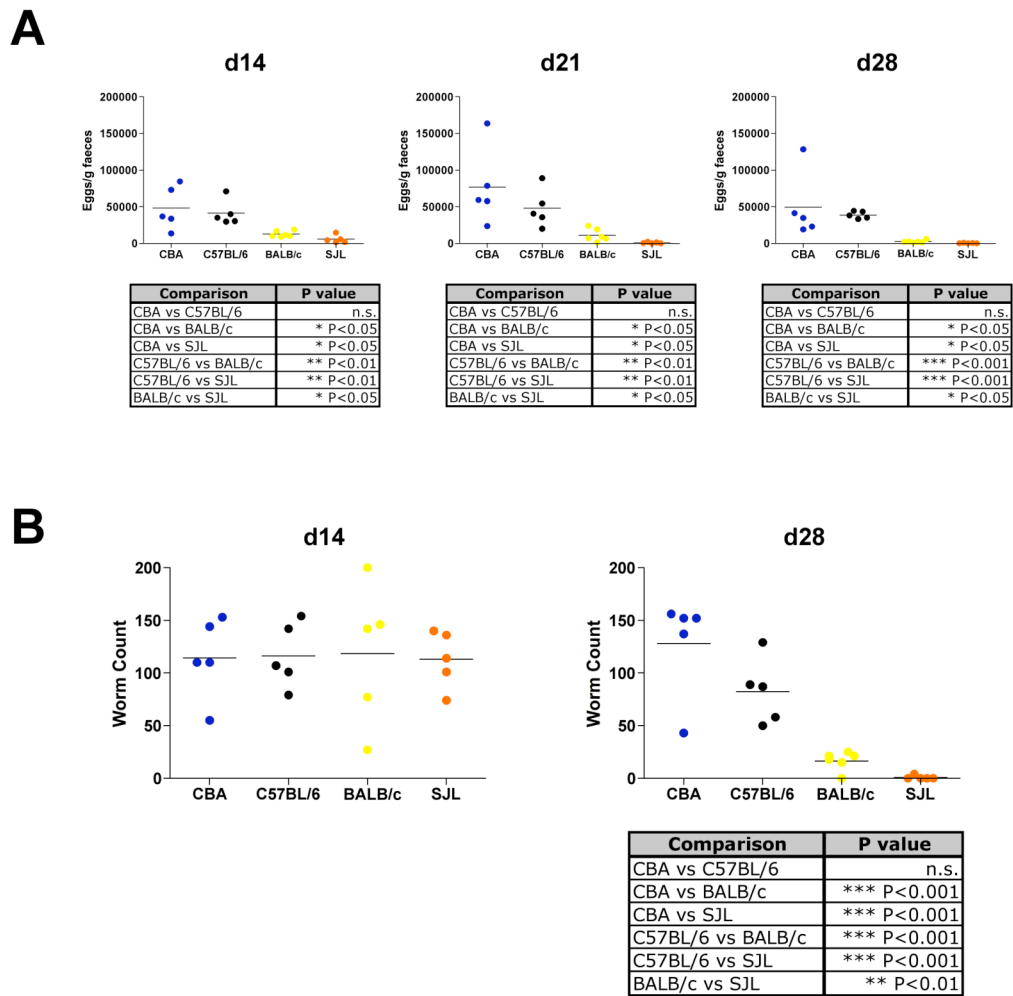 A
d14
d21
d28
Eggs/g faeces
200000
150000
100000
50000
0
CBA C57BL/6 BALB/c SJL
Eggs/g faeces
200000
150000
100000
50000
0
CBA C57BL/6 BALB/c SJL
Eggs/g faeces
200000
150000
100000
50000
0
CBA C57BL/6 BALB/c SJL
Comparison P value
CBA vs C57BL/6 n.s.
CBA vs BALB/c * P<0.05
CBA vs SJL * P<0.05
C57BL/6 vs BALB/c ** P<0.01
C57BL/6 vs SJL ** P<0.01
BALB/c vs SJL * P<0.05
Comparison P value
CBA vs C57BL/6 n.s.
CBA vs BALB/c * P<0.05
CBA vs SJL * P<0.05
C57BL/6 vs BALB/c ** P<0.01
C57BL/6 vs SJL ** P<0.01
BALB/c vs SJL * P<0.05
Comparison P value
CBA vs C57BL/6 n.s.
CBA vs BALB/c * P<0.05
CBA vs SJL * P<0.05
C57BL/6 vs BALB/c *** P<0.001
C57BL/6 vs SJL *** P<0.001
BALB/c vs SJL * P<0.05
B
d14
Worm Count
200
150
100
50
0
CBA C57BL/6 BALB/c SJL
d28
Worm Count
200
150
100
50
0
CBA C57BL/6 BALB/c SJL
Comparison P value
CBA vs C57BL/6 n.s.
CBA vs BALB/c *** P<0.001
CBA vs SJL *** P<0.001
C57BL/6 vs BALB/c *** P<0.001
C57BL/6 vs SJL *** P<0.001
BALB/c vs SJL ** P<0.01